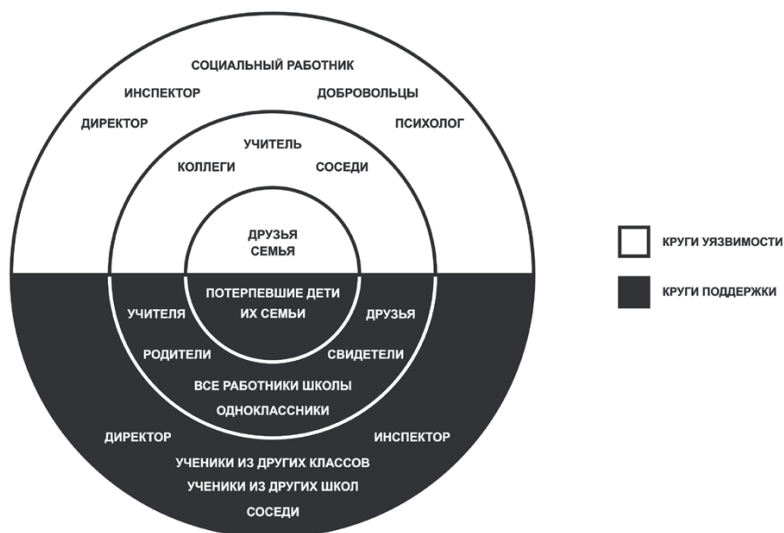 СОЦИАЛЬНЫЙ РАБОТНИК
ИНСПЕКТОР
ДОБРОВОЛЬЦЫ
ДИРЕКТОР
ПСИХОЛОГ
УЧИТЕЛЬ
КОЛЛЕГИ
СОСЕДИ
ДРУЗЬЯ
СЕМЬЯ
ПОТЕРПЕВШИЕ ДЕТИ
ИХ СЕМЬИ
УЧИТЕЛЯ
ДРУЗЬЯ
РОДИТЕЛИ
СВИДЕТЕЛИ
ВСЕ РАБОТНИКИ ШКОЛЫ
ОДНОКЛАССНИКИ
ДИРЕКТОР
ИНСПЕКТОР
УЧЕНИКИ ИЗ ДРУГИХ КЛАССОВ
УЧЕНИКИ ИЗ ДРУГИХ ШКОЛ
СОСЕДИ
КРУГИ УЯЗВИМОСТИ
КРУГИ ПОДДЕРЖКИ